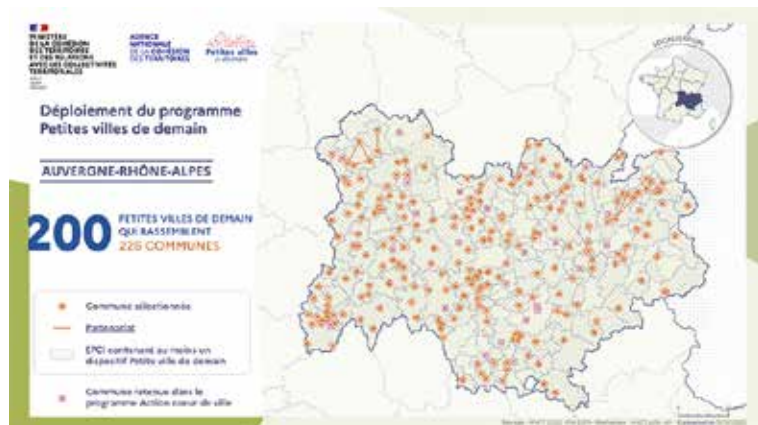 MINISTÈRE
DE LA COHÉSION
DES TERRITOIRES
ET DES RELATIONS
AVEC LES COLLECTIVITÉS
TERRITORIALES
AGENCE
NATIONALE
DE LA COHÉSION
DES TERRITOIRES
Petites villes
de demain
LOCALISATION
Déploiement du programme
Petites villes de demain
AUVERGNE-RHÔNE-ALPES
200
PETITES VILLES DE DEMAIN
QUI RASSEMBLENT
226 COMMUNES
Commune sélectionnée
Partenariat
EPCI contenant au moins un
dispositif Petite ville de demain
Commune retenue dans le
programme Action cœur de ville